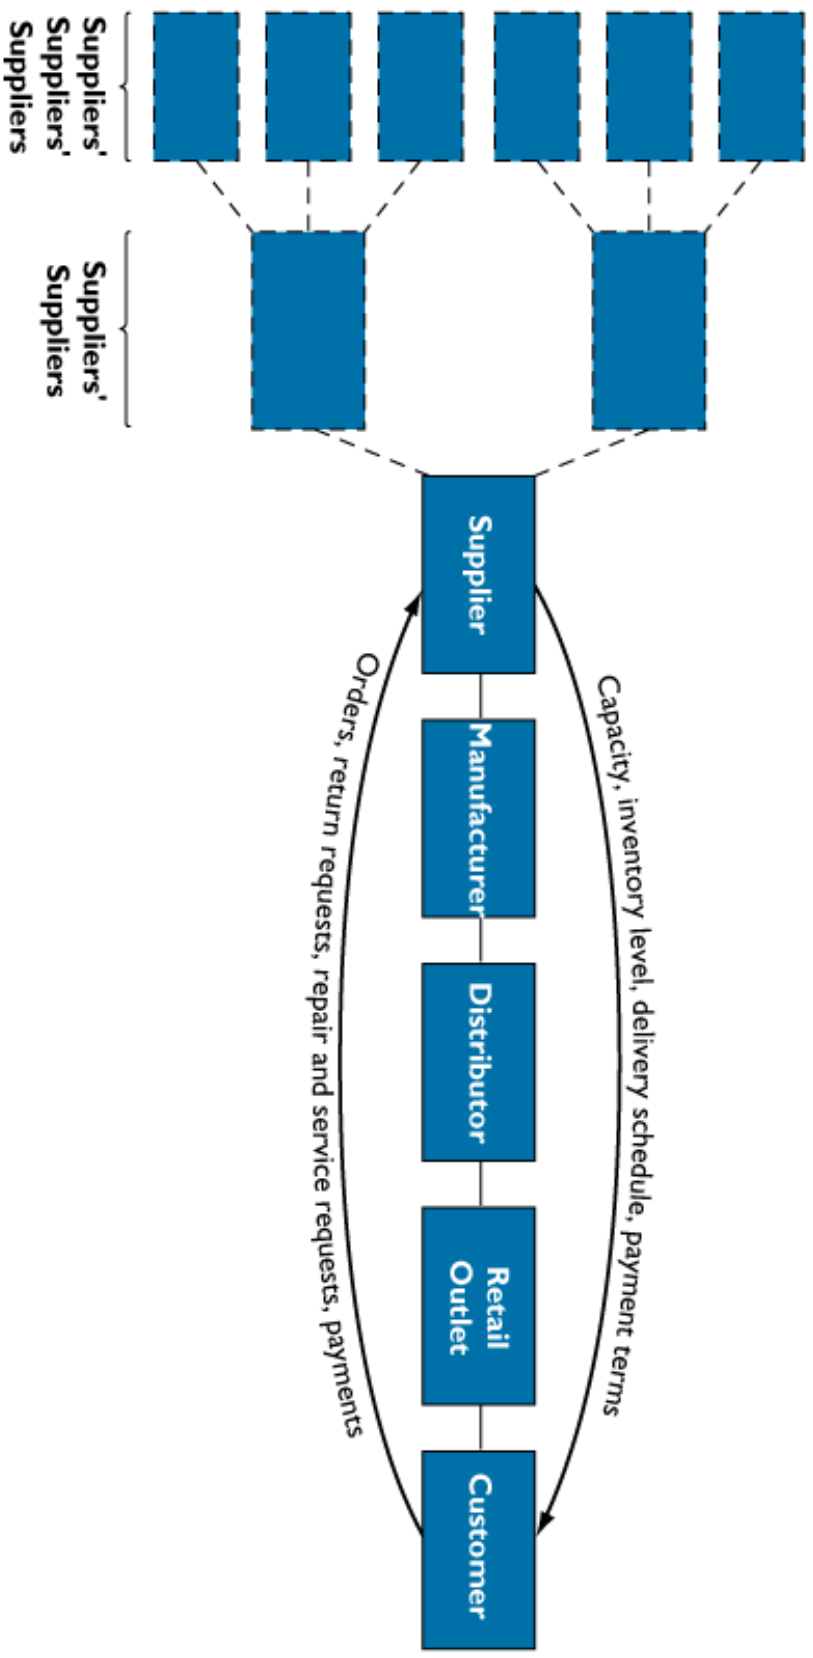 Suppliers'
Suppliers'
Suppliers
Suppliers'
Suppliers
Supplier
Manufacturer
Distributor
Retail
Outlet
Customer
Capacity, inventory level, delivery schedule, payment terms
Orders, return requests, repair and service requests, payments